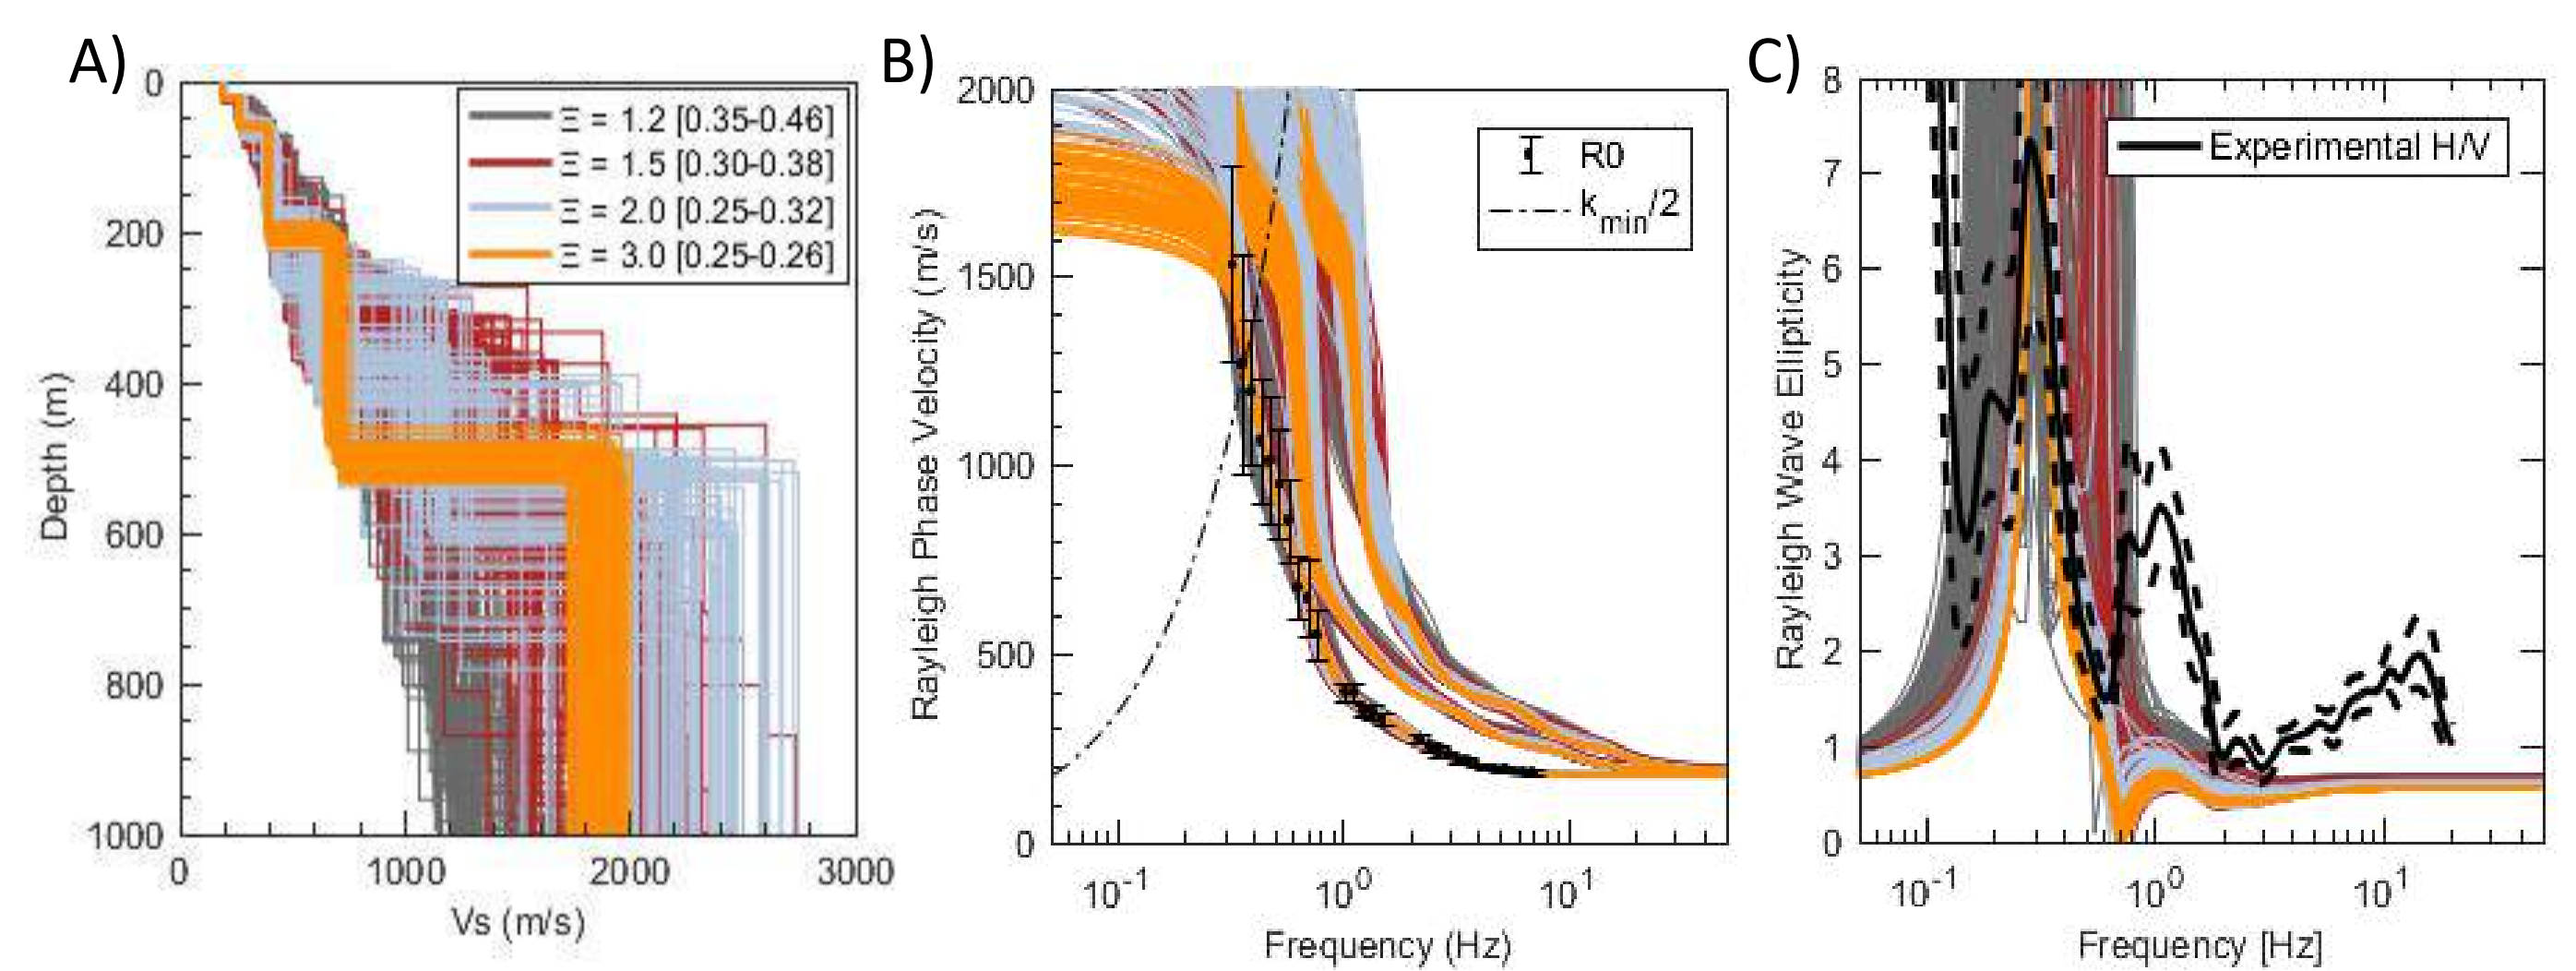 A)
0
200
400
600
800
1000
Depth (m)
0 1000 2000 3000
Vs (m/s)
Ξ = 1.2 [0.35-0.46]
Ξ = 1.5 [0.30-0.38]
Ξ = 2.0 [0.25-0.32]
Ξ = 3.0 [0.25-0.26]
B)
2000
1500
1000
500
0
Rayleigh Phase Velocity (m/s)
10-1 100 101
Frequency (Hz)
R0
kmin/2
C)
8
7
6
5
4
3
2
1
0
Rayleigh Wave Ellipticity
10-1 100 101
Frequency [Hz]
Experimental H/V